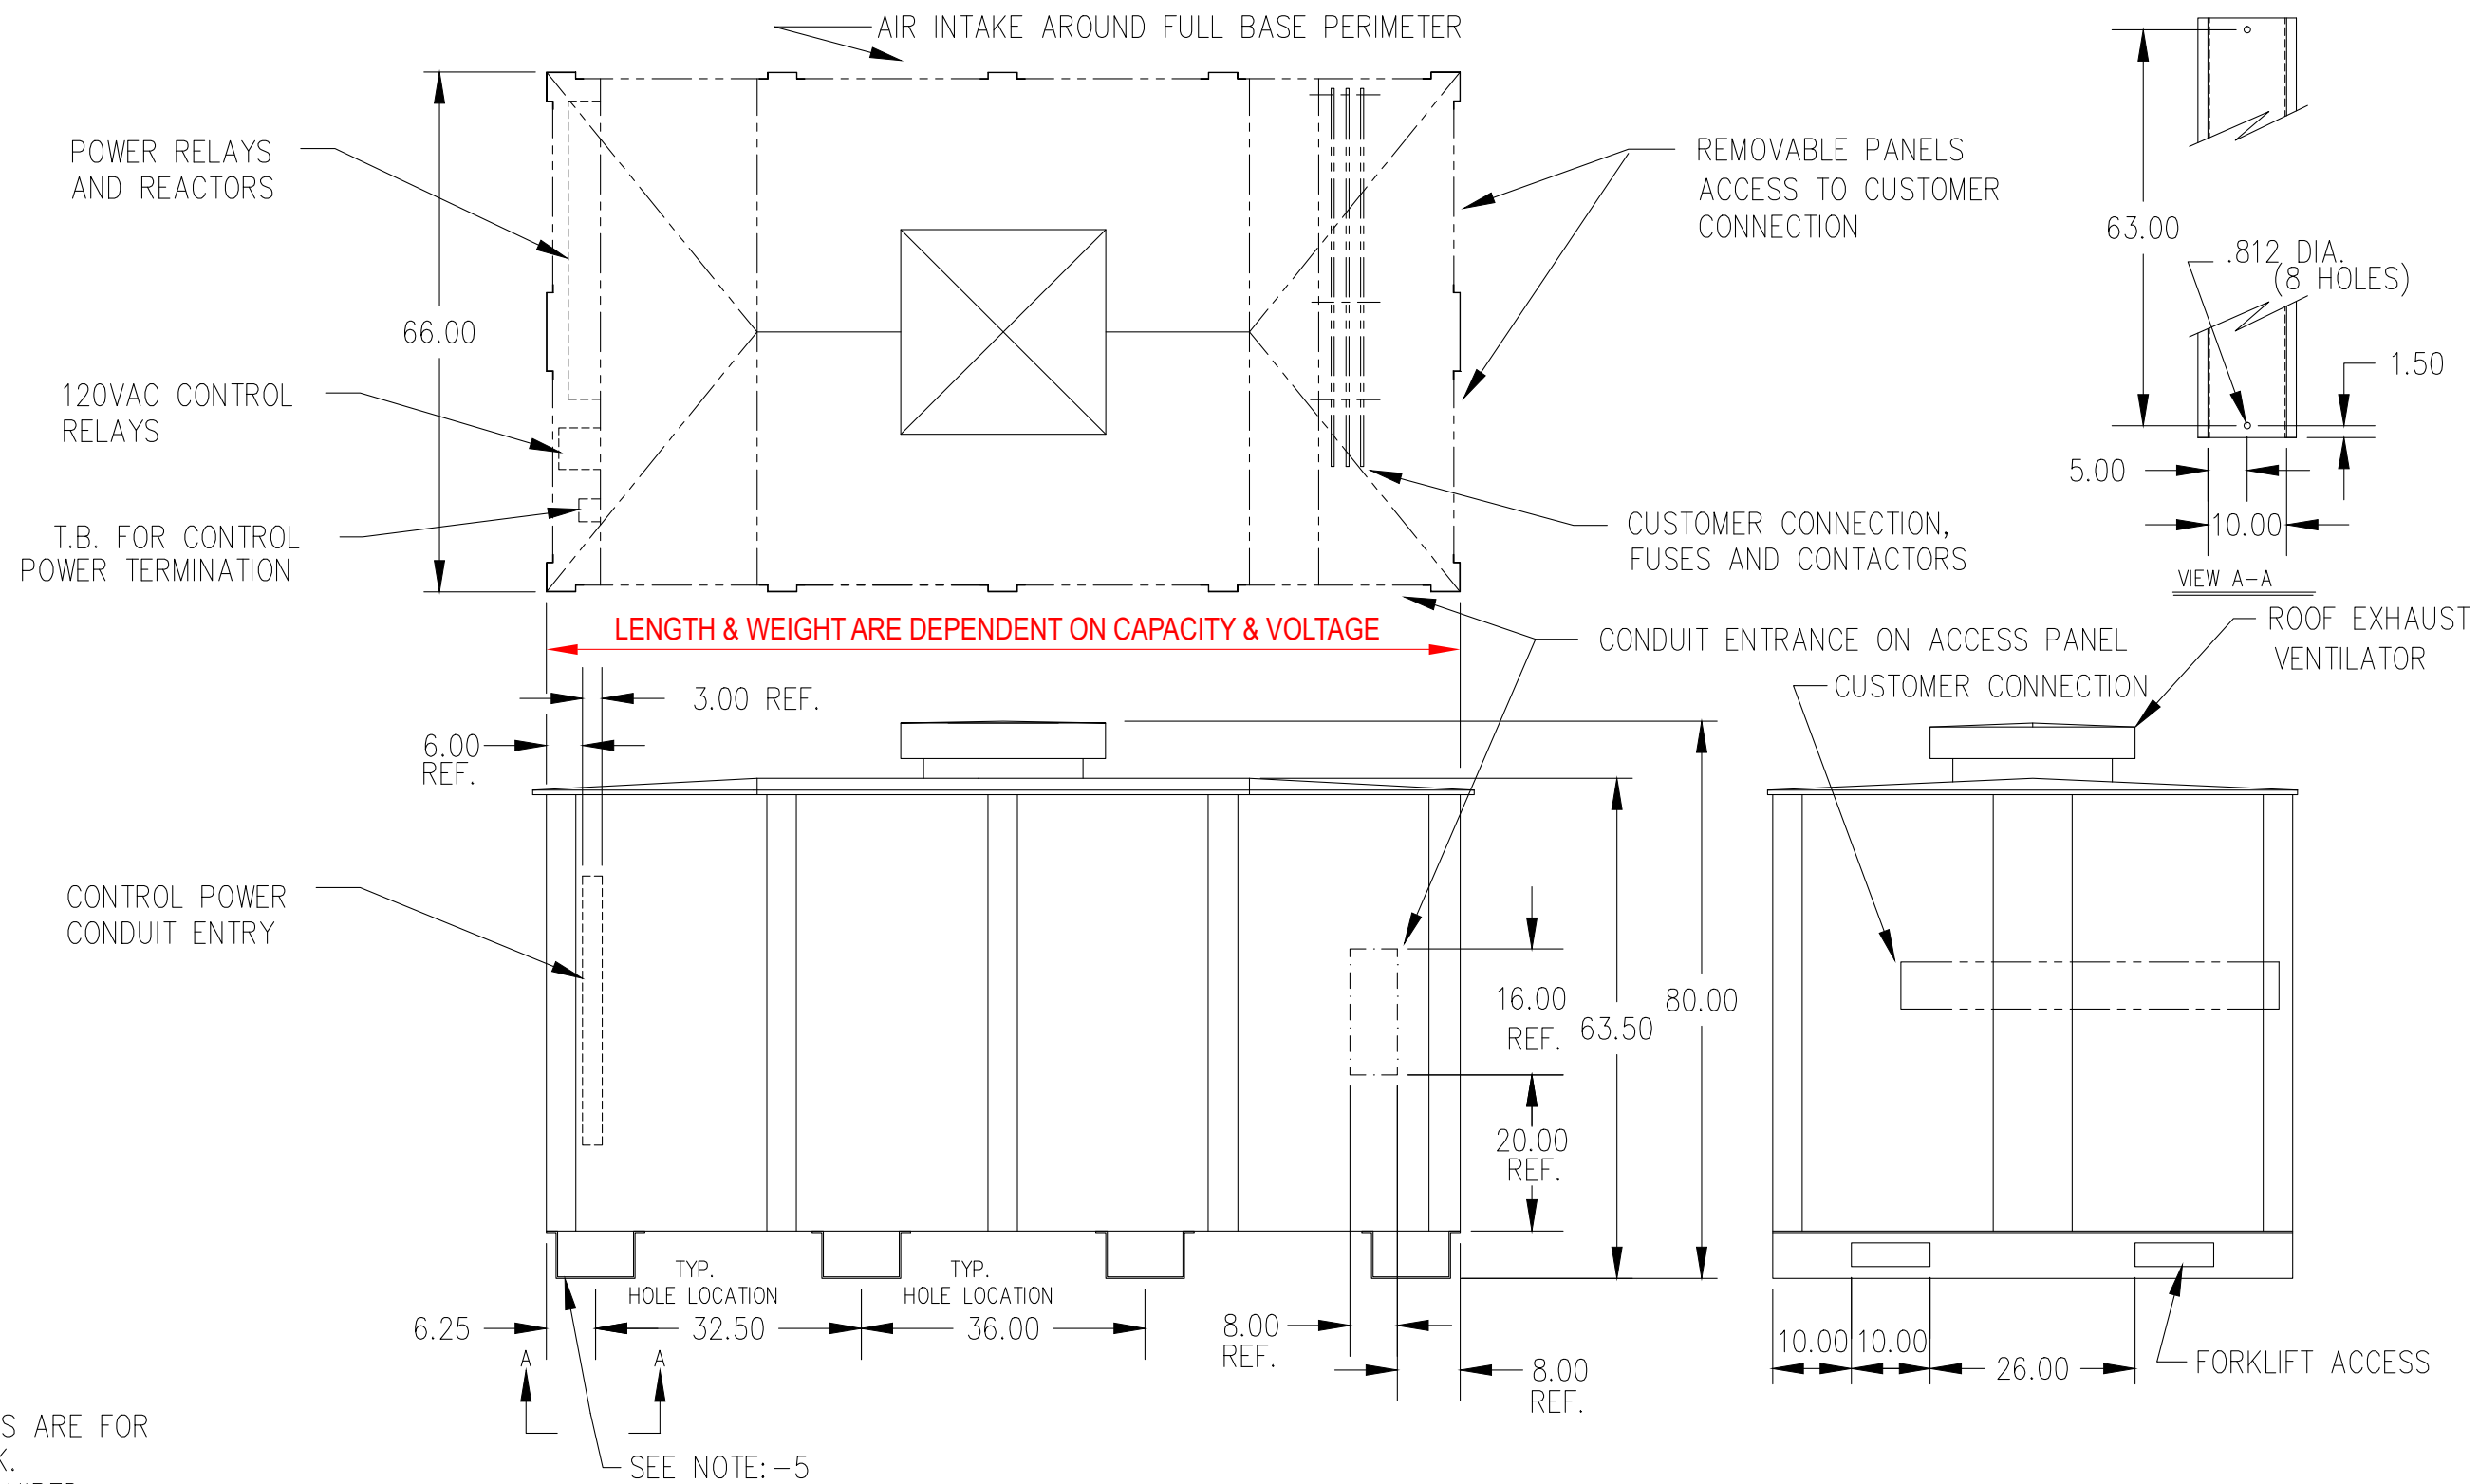 AIR INTAKE AROUND FULL BASE PERIMETER
POWER RELAYS
AND REACTORS
66.00
120VAC CONTROL
RELAYS
T.B. FOR CONTROL
POWER TERMINATION
REMOVABLE PANELS
ACCESS TO CUSTOMER
CONNECTION
CUSTOMER CONNECTION,
FUSES AND CONTACTORS
63.00
.812 DIA.
(8 HOLES)
1.50
5.00
10.00
VIEW A-A
LENGTH & WEIGHT ARE DEPENDENT ON CAPACITY & VOLTAGE
CONDUIT ENTRANCE ON ACCESS PANEL
ROOF EXHAUST
VENTILATOR
CUSTOMER CONNECTION
3.00 REF.
6.00
REF.
CONTROL POWER
CONDUIT ENTRY
16.00
REF.
63.50
80.00
20.00
REF.
TYP.
HOLE LOCATION
TYP.
HOLE LOCATION
6.25
32.50
36.00
8.00
REF.
8.00
REF.
10.00
10.00
26.00
FORKLIFT ACCESS
A
A
SEE NOTE:-5
S ARE FOR
K.